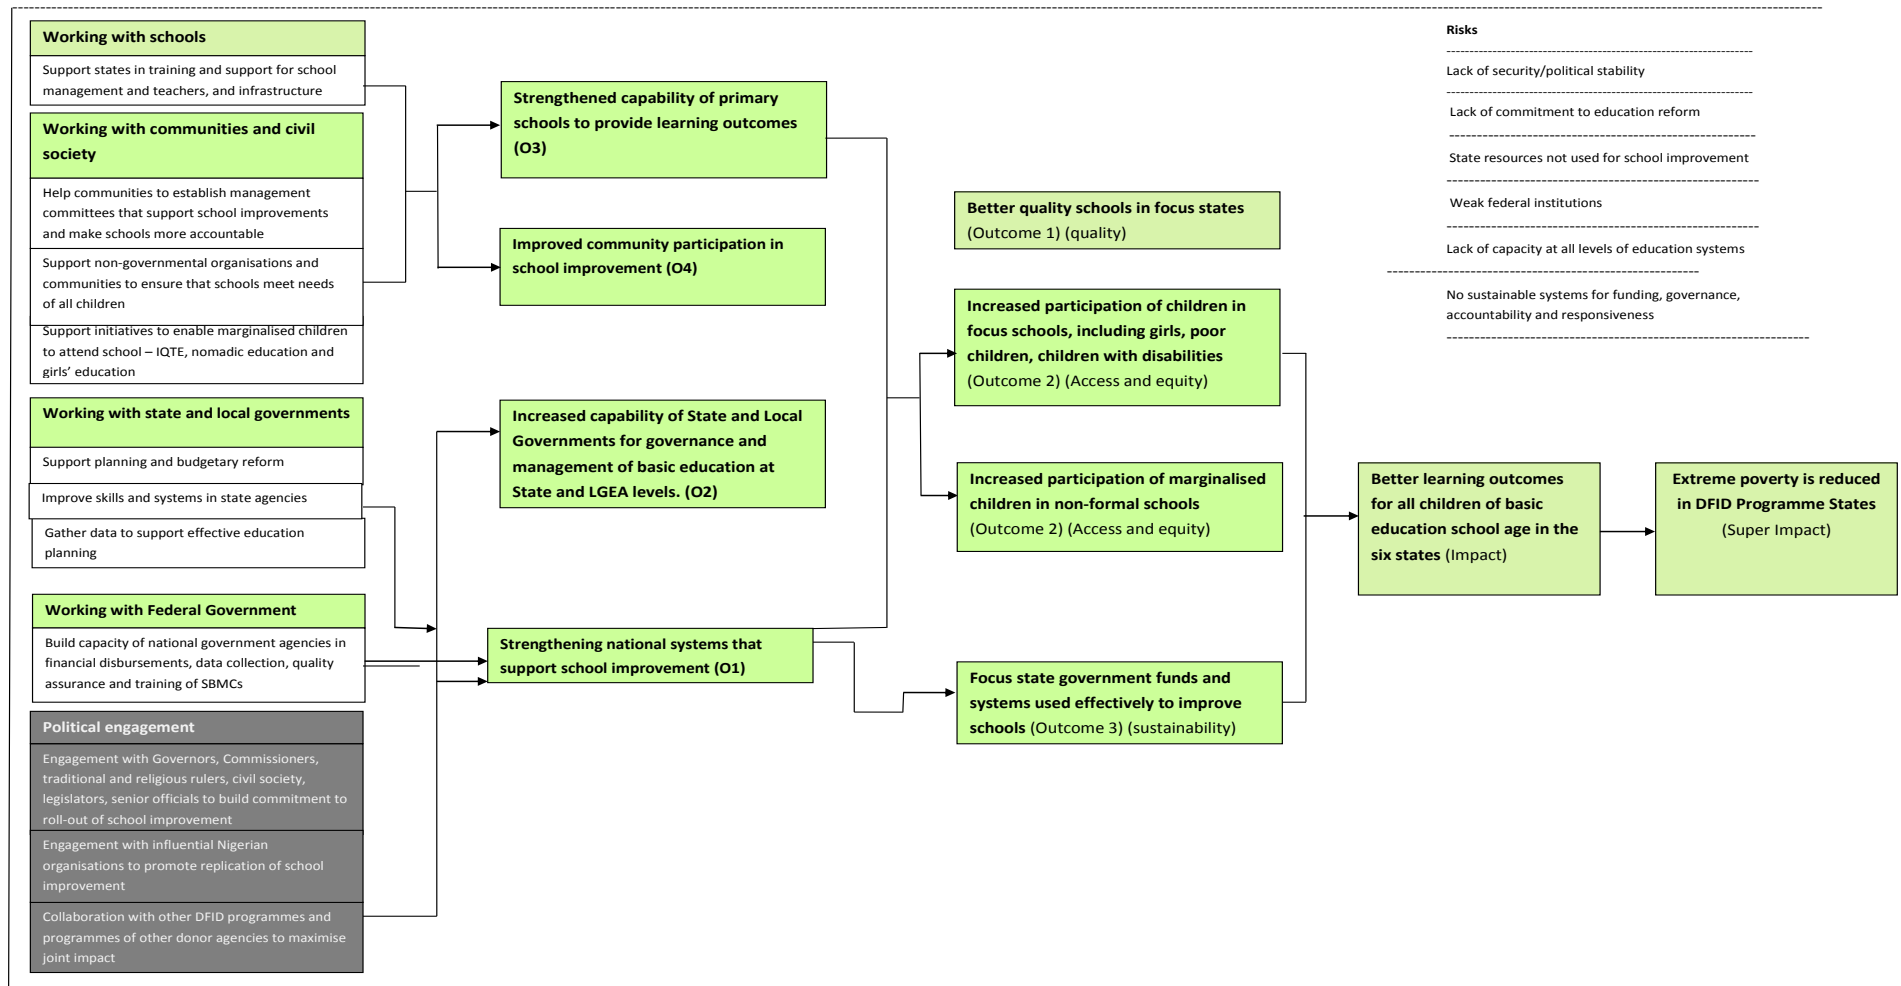 Working with schools
Support states in training and support for school
management and teachers, and infrastructure
Working with communities and civil
society
Help communities to establish management
committees that support school improvements
and make schools more accountable
Support non-governmental organisations and
communities to ensure that schools meet needs
of all children
Support initiatives to enable marginalised children
to attend school – IQTE, nomadic education and
girls' education
Working with state and local governments
Support planning and budgetary reform
Improve skills and systems in state agencies
Gather data to support effective education
planning
Working with Federal Government
Build capacity of national government agencies in
financial disbursements, data collection, quality
assurance and training of SBMCs
Political engagement
Engagement with Governors, Commissioners,
traditional and religious rulers, civil society,
legislators, senior officials to build commitment to
roll-out of school improvement
Engagement with influential Nigerian
organisations to promote replication of school
improvement
Collaboration with other DFID programmes and
programmes of other donor agencies to maximise
joint impact
Strengthened capability of primary
schools to provide learning outcomes
(O3)
Improved community participation in
school improvement (O4)
Increased capability of State and Local
Governments for governance and
management of basic education at
State and LGEA levels. (O2)
Strengthening national systems that
support school improvement (O1)
Better quality schools in focus states
(Outcome 1) (quality)
Increased participation of children in
focus schools, including girls, poor
children, children with disabilities
(Outcome 2) (Access and equity)
Increased participation of marginalised
children in non-formal schools
(Outcome 2) (Access and equity)
Focus state government funds and
systems used effectively to improve
schools (Outcome 3) (sustainability)
Better learning outcomes
for all children of basic
education school age in the
six states (Impact)
Extreme poverty is reduced
in DFID Programme States
(Super Impact)
Risks
Lack of security/political stability
Lack of commitment to education reform
State resources not used for school improvement
Weak federal institutions
Lack of capacity at all levels of education systems
No sustainable systems for funding, governance,
accountability and responsiveness